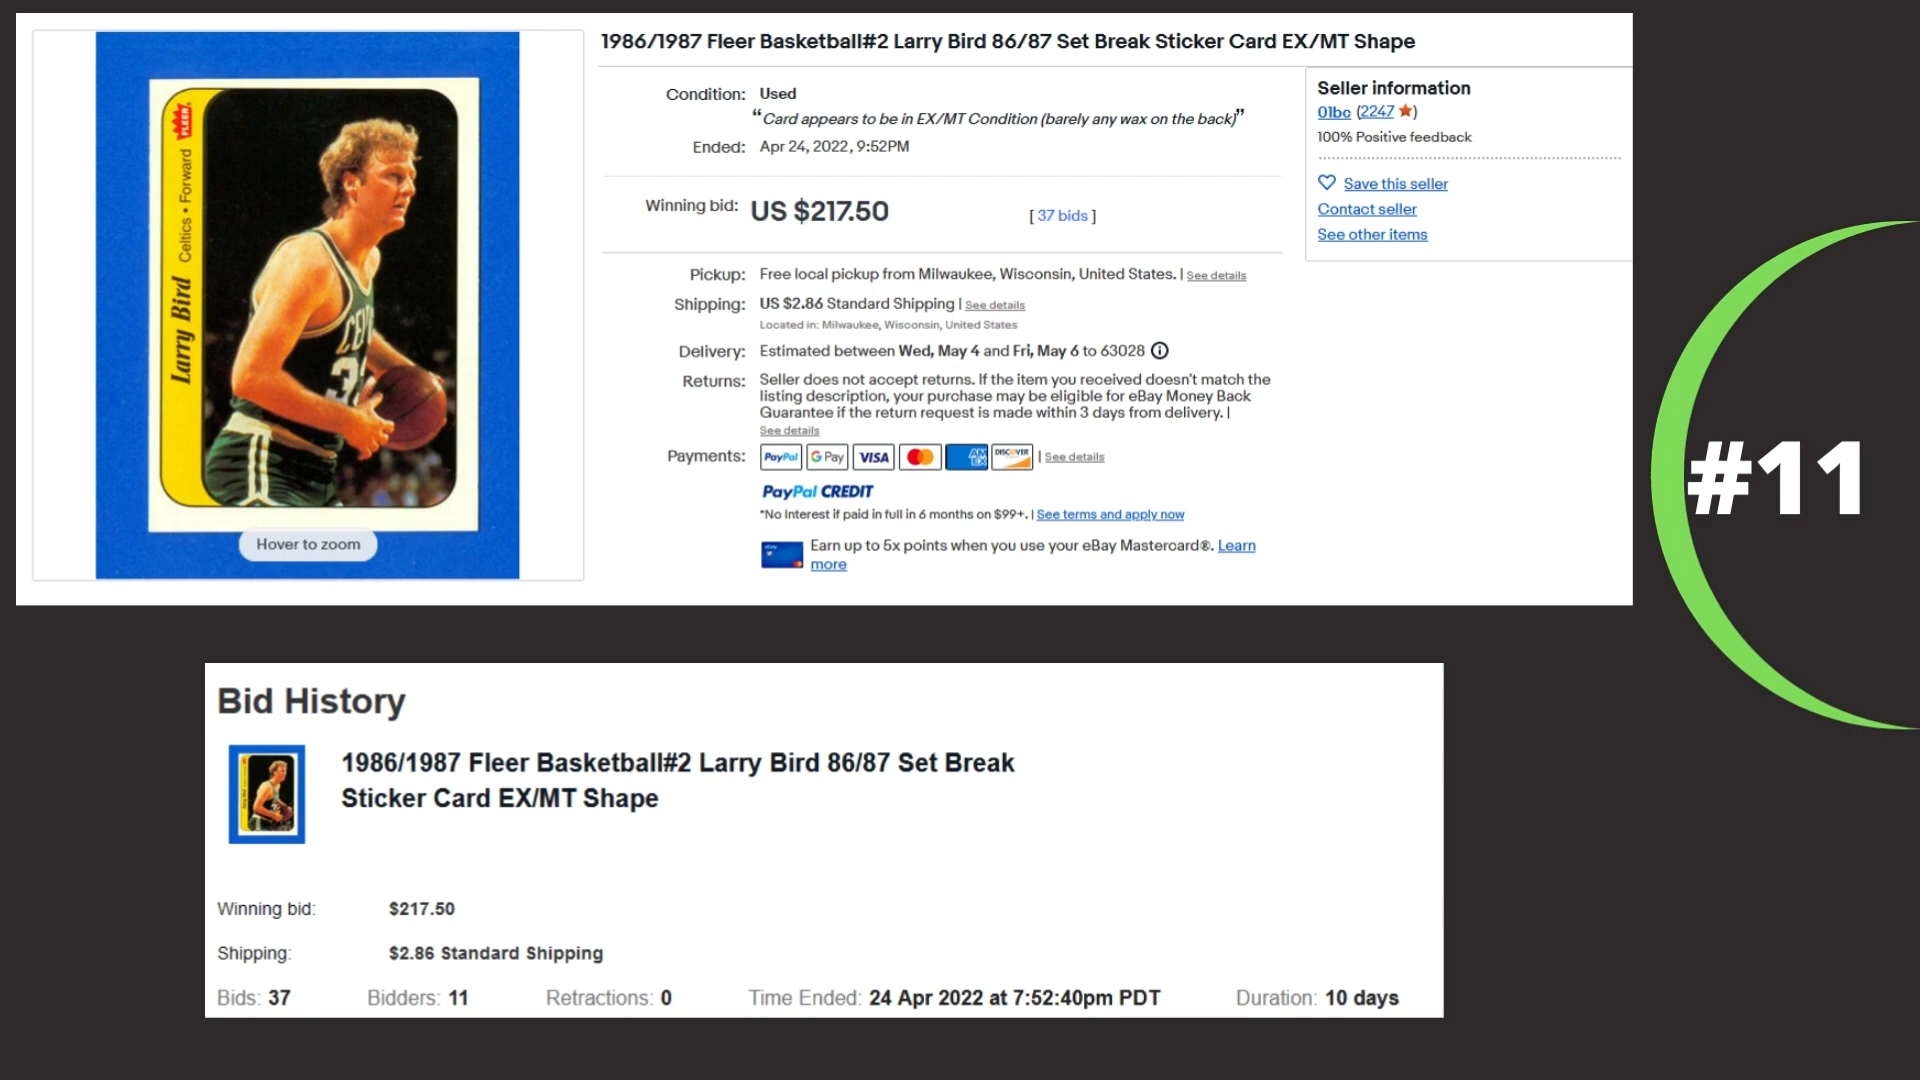 1986/1987 Fleer Basketball#2 Larry Bird 86/87 Set Break Sticker Card EX/MT Shape
FLEER
Larry Bird Celtics • Forward
CEL
Hover to zoom
Condition: Used
“Card appears to be in EX/MT Condition (barely any wax on the back)”
Ended: Apr 24, 2022, 9:52PM
Winning bid: US $217.50 [ 37 bids ]
Pickup: Free local pickup from Milwaukee, Wisconsin, United States. | See details
Shipping: US $2.86 Standard Shipping | See details
Located in: Milwaukee, Wisconsin, United States
Delivery: Estimated between Wed, May 4 and Fri, May 6 to 63028
Returns: Seller does not accept returns. If the item you received doesn't match the
listing description, your purchase may be eligible for eBay Money Back
Guarantee if the return request is made within 3 days from delivery. |
See details
Payments: PayPal G Pay VISA AM EX DISCOVER | See details
PayPal CREDIT
*No Interest if paid in full in 6 months on $99+. | See terms and apply now
Earn up to 5x points when you use your eBay Mastercard®. Learn
more
Seller information
01bc (2247 ★)
100% Positive feedback
Save this seller
Contact seller
See other items
#11
Bid History
1986/1987 Fleer Basketball#2 Larry Bird 86/87 Set Break
Sticker Card EX/MT Shape
Winning bid: $217.50
Shipping: $2.86 Standard Shipping
Bids: 37 Bidders: 11 Retractions: 0 Time Ended: 24 Apr 2022 at 7:52:40pm PDT Duration: 10 days